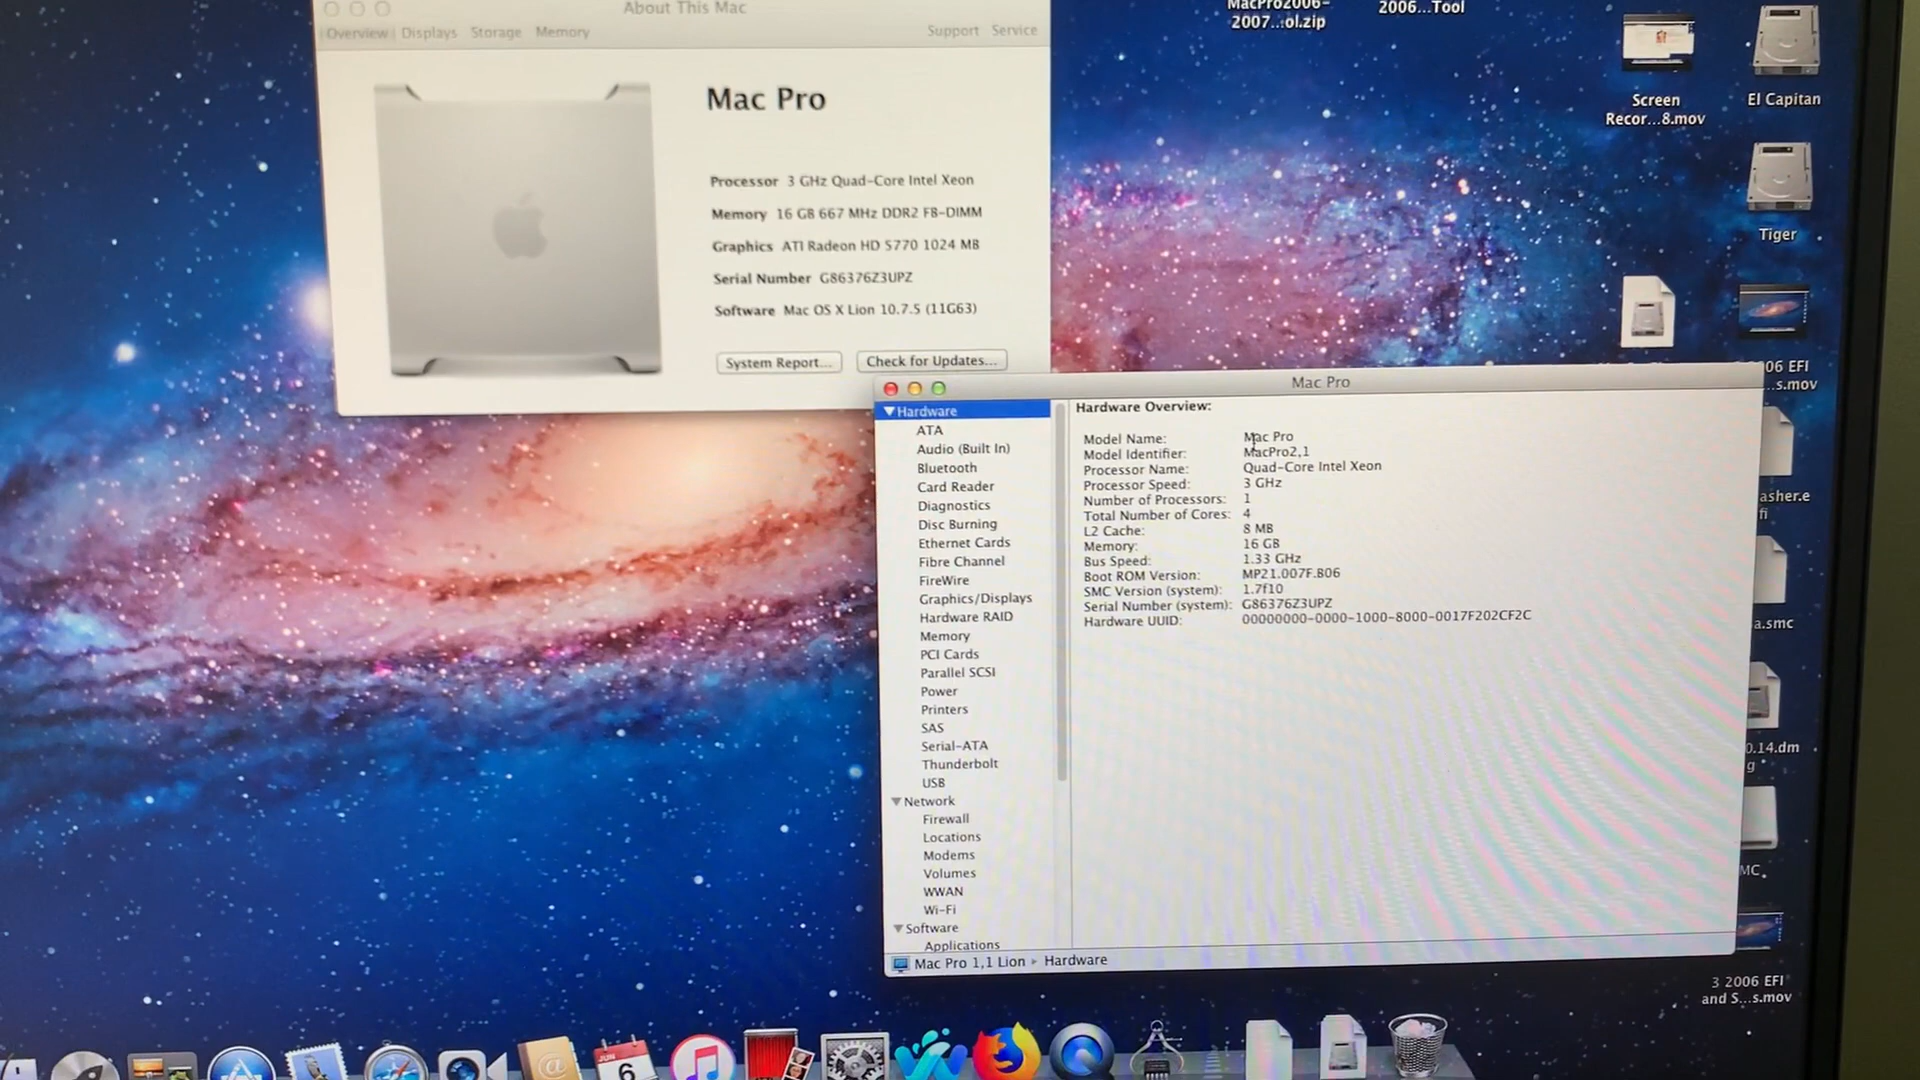 About This Mac
Overview Displays Storage Memory
Support Service
Mac Pro
Processor 3 GHz Quad-Core Intel Xeon
Memory 16 GB 667 MHz DDR2 FB-DIMM
Graphics ATI Radeon HD 5770 1024 MB
Serial Number G86376Z3UPZ
Software Mac OS X Lion 10.7.5 (11G63)
System Report...
Check for Updates...
MacPro2006-
2007...ol.zip
2006...Tool
Screen
Recor...8.mov
El Capitan
Tiger
06 EFI
...s.mov
asher.e
fi
a.smc
0.14.dm
g
MC
3 2006 EFI
and S...s.mov
Mac Pro
Hardware
ATA
Audio (Built In)
Bluetooth
Card Reader
Diagnostics
Disc Burning
Ethernet Cards
Fibre Channel
FireWire
Graphics/Displays
Hardware RAID
Memory
PCI Cards
Parallel SCSI
Power
Printers
SAS
Serial-ATA
Thunderbolt
USB
Network
Firewall
Locations
Modems
Volumes
WWAN
Wi-Fi
Software
Applications
Hardware Overview:
Model Name: Mac Pro
Model Identifier: MacPro2,1
Processor Name: Quad-Core Intel Xeon
Processor Speed: 3 GHz
Number of Processors: 1
Total Number of Cores: 4
L2 Cache: 8 MB
Memory: 16 GB
Bus Speed: 1.33 GHz
Boot ROM Version: MP21.007F.B06
SMC Version (system): 1.7f10
Serial Number (system): G86376Z3UPZ
Hardware UUID: 00000000-0000-1000-8000-0017F202CF2C
Mac Pro 1,1 Lion ▸ Hardware
JUN
6